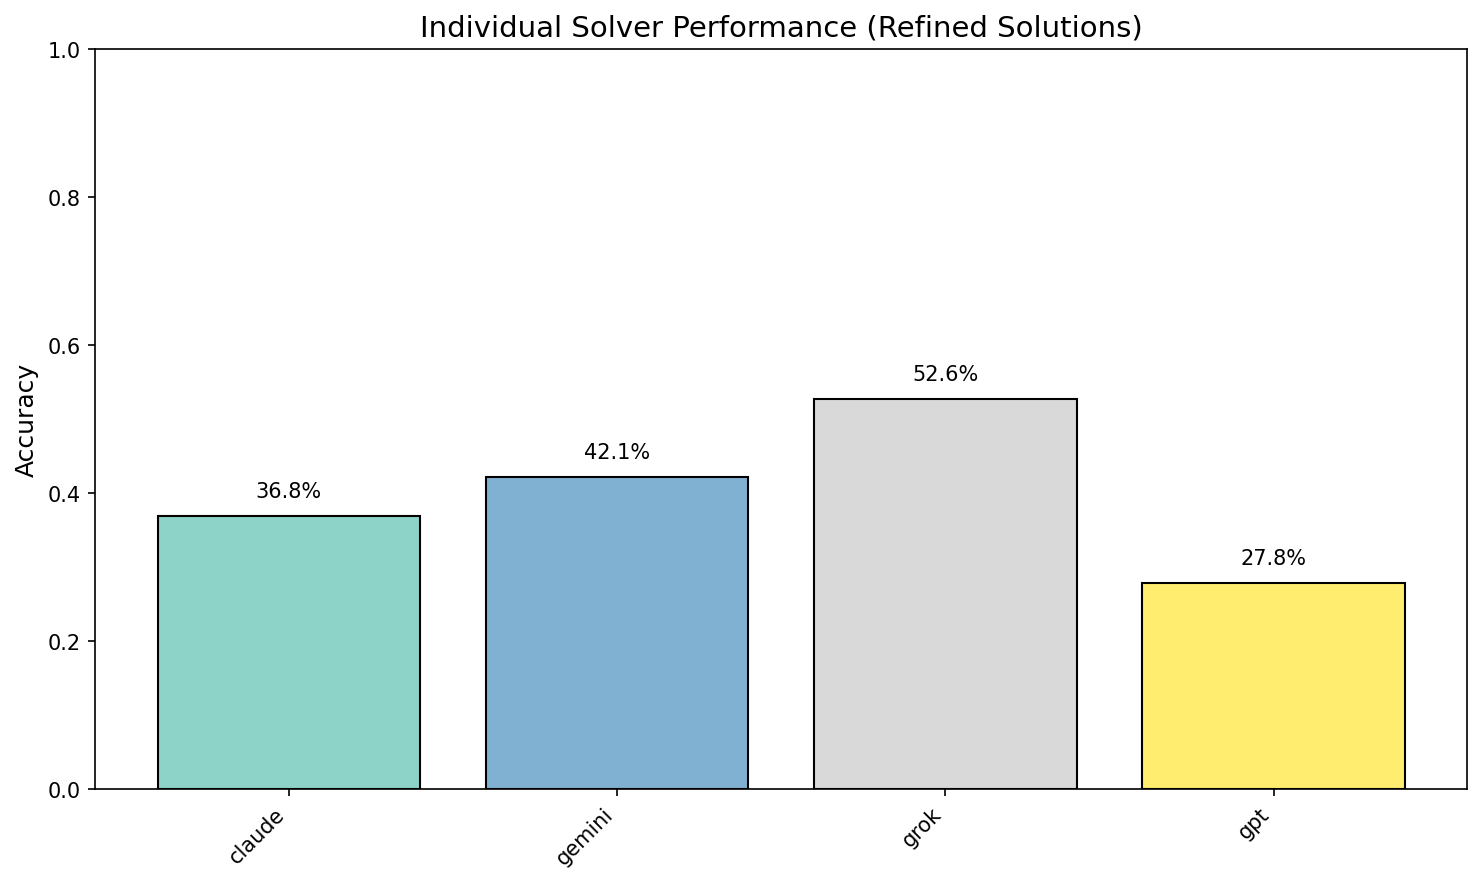 Individual Solver Performance (Refined Solutions)
1.0
0.8
0.6
0.4
0.2
0.0
Accuracy
36.8%
42.1%
52.6%
27.8%
claude
gemini
grok
gpt